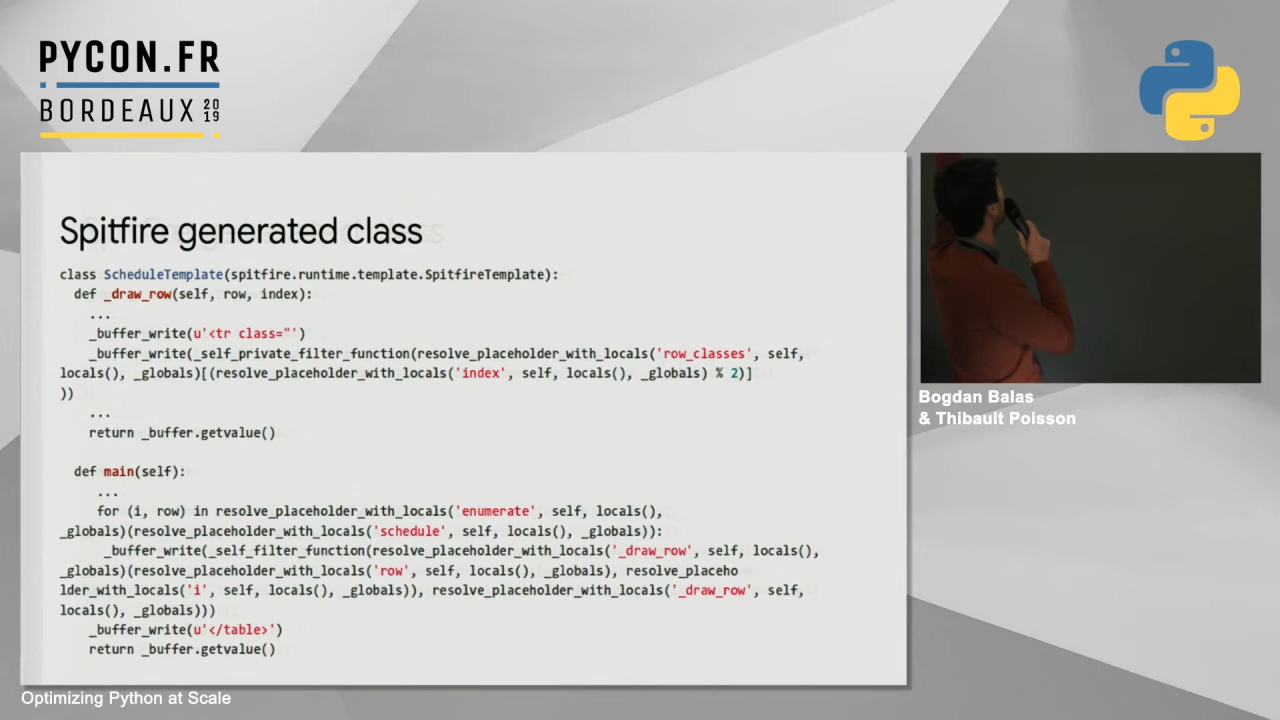 PYCON.FR
BORDEAUX 2019
Spitfire generated class
class ScheduleTemplate(spitfire.runtime.template.SpitfireTemplate):
def _draw_row(self, row, index):
...
_buffer_write(u'<tr class="')
_buffer_write(_self_private_filter_function(resolve_placeholder_with_locals('row_classes', self,
locals(), _globals)[(resolve_placeholder_with_locals('index', self, locals(), _globals) % 2)]
))
...
return _buffer.getvalue()
def main(self):
...
for (i, row) in resolve_placeholder_with_locals('enumerate', self, locals(),
_globals)(resolve_placeholder_with_locals('schedule', self, locals(), _globals)):
_buffer_write(_self_filter_function(resolve_placeholder_with_locals('_draw_row', self, locals(),
_globals)(resolve_placeholder_with_locals('row', self, locals(), _globals), resolve_placeho
lder_with_locals('i', self, locals(), _globals)), resolve_placeholder_with_locals('_draw_row', self,
locals(), _globals)))
_buffer_write(u'</table>')
return _buffer.getvalue()
Bogdan Balas
& Thibault Poisson
Optimizing Python at Scale